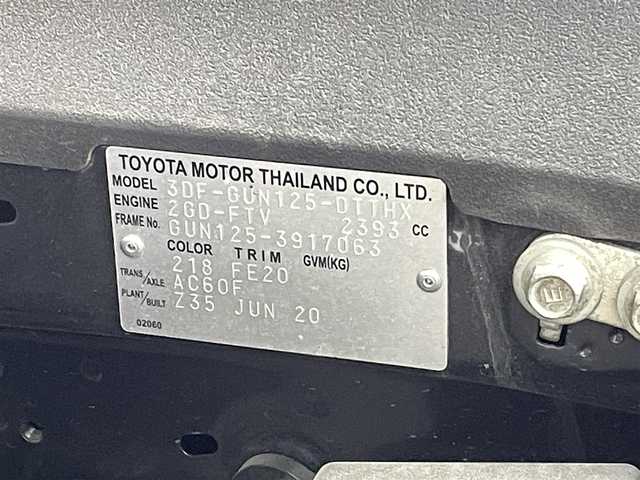 TOYOTA MOTOR THAILAND CO., LTD.
MODEL 3DF-GUN125-DTTHX
ENGINE 2GD-FTV 2393 CC
FRAME No. GUN125-3917063
COLOR TRIM GVM(KG)
218 FE20
TRANS/AXLE AC60F
PLANT/BUILT Z35 JUN 20
02060